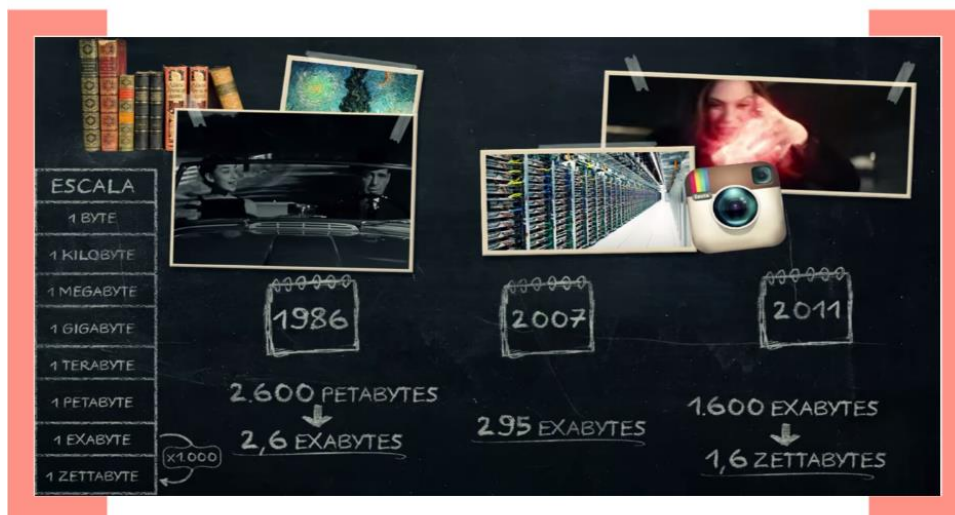 ESCALA
1 BYTE
1 KILOBYTE
1 MEGABYTE
1 GIGABYTE
1 TERABYTE
1 PETABYTE
1 EXABYTE
1 ZETTABYTE
X1.000
1986
2.600 PETABYTES
2,6 EXABYTES
2007
295 EXABYTES
2011
1.600 EXABYTES
1,6 ZETTABYTES